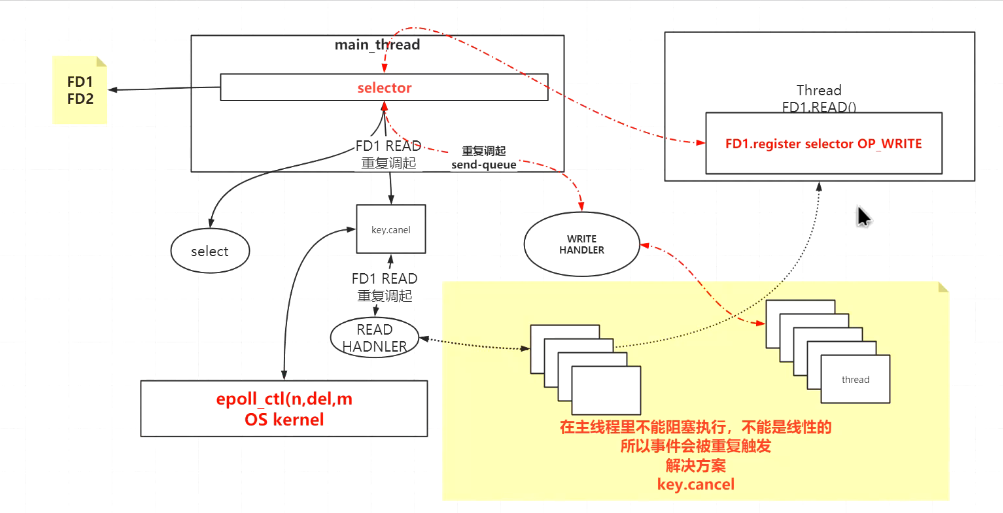 main_thread
selector
FD1
FD2
FD1 READ
重复调起
重复调起
send-queue
Thread
FD1.READ()
FD1.register selector OP_WRITE
select
key.canel
WRITE
HANDLER
FD1 READ
重复调起
READ
HADNLER
epoll_ctl(n,del,m
OS kernel
thread
在主线程里不能阻塞执行，不能是线性的
所以事件会被重复触发
解决方案
key.cancel